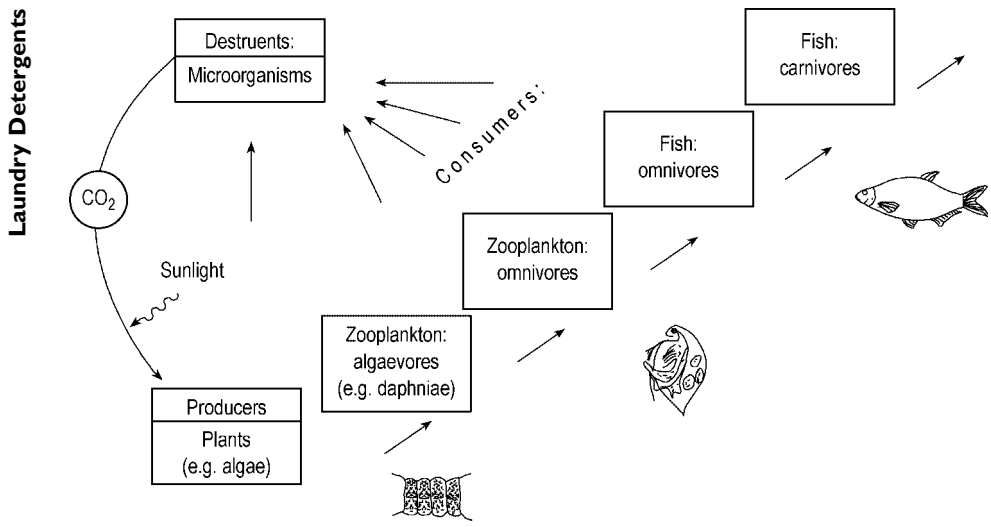 Laundry Detergents
Destruents:
Microorganisms
CO₂
Sunlight
Producers
Plants
(e.g. algae)
Zooplankton:
algaevores
(e.g. daphniae)
Zooplankton:
omnivores
Consumers:
Fish:
omnivores
Fish:
carnivores